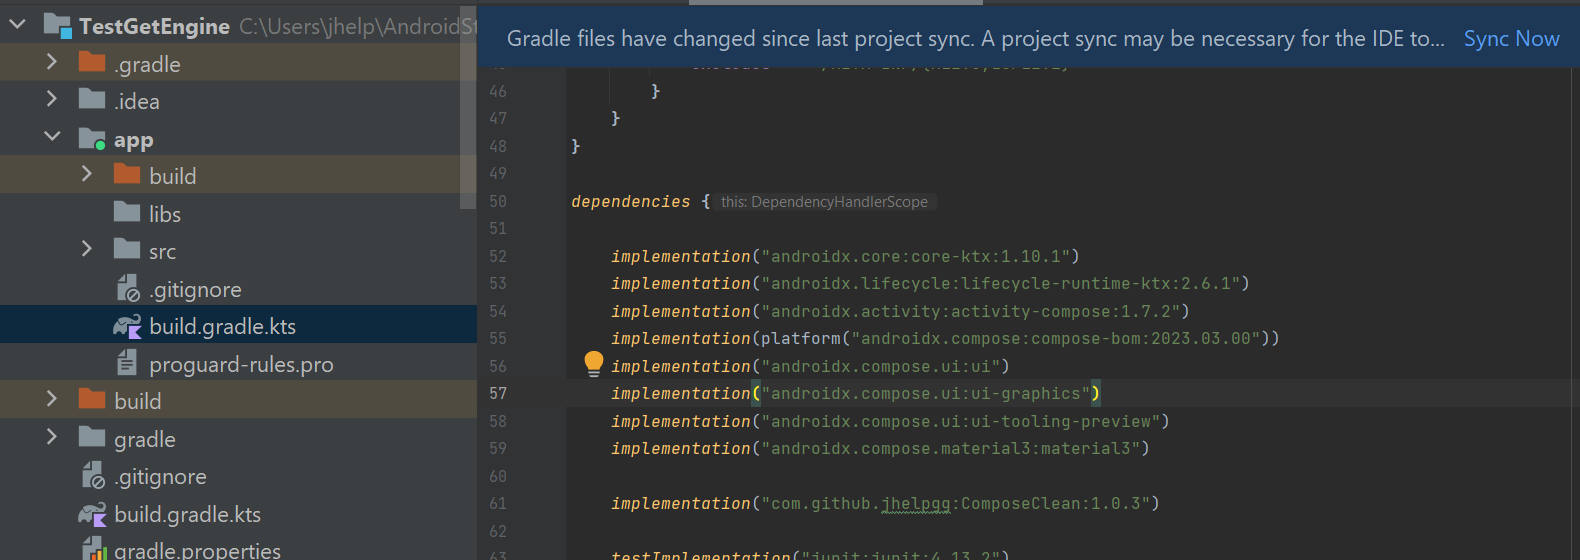 TestGetEngine C:\Users\jhelp\AndroidSt
.gradle
.idea
app
build
libs
src
.gitignore
build.gradle.kts
proguard-rules.pro
build
gradle
.gitignore
build.gradle.kts
gradle.properties
Gradle files have changed since last project sync. A project sync may be necessary for the IDE to... Sync Now
46 }
47 }
48 }
49
50 dependencies { this: DependencyHandlerScope
51
52 implementation("androidx.core:core-ktx:1.10.1")
53 implementation("androidx.lifecycle:lifecycle-runtime-ktx:2.6.1")
54 implementation("androidx.activity:activity-compose:1.7.2")
55 implementation(platform("androidx.compose:compose-bom:2023.03.00"))
56 implementation("androidx.compose.ui:ui")
57 implementation("androidx.compose.ui:ui-graphics")
58 implementation("androidx.compose.ui:ui-tooling-preview")
59 implementation("androidx.compose.material3:material3")
60
61 implementation("com.github.jhelpgg:ComposeClean:1.0.3")
62
63 testImplementation("junit:junit:4.13.2")